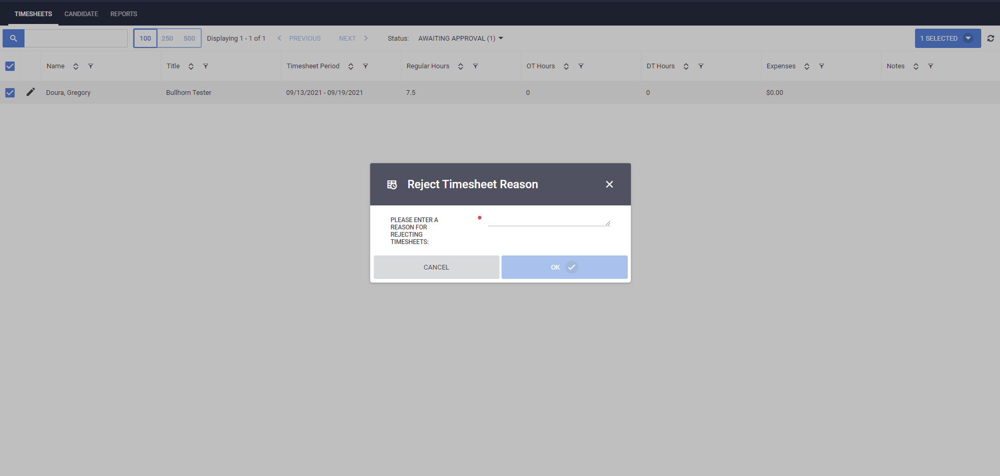 TIMESHEETS CANDIDATE REPORTS
100 250 500 Displaying 1 - 1 of 1 PREVIOUS NEXT Status: AWAITING APPROVAL (1) 1 SELECTED
Name Title Timesheet Period Regular Hours OT Hours DT Hours Expenses Notes
Doura, Gregory Bullhorn Tester 09/13/2021 - 09/19/2021 7.5 0 0 $0.00
Reject Timesheet Reason
PLEASE ENTER A
REASON FOR
REJECTING
TIMESHEETS:
CANCEL OK